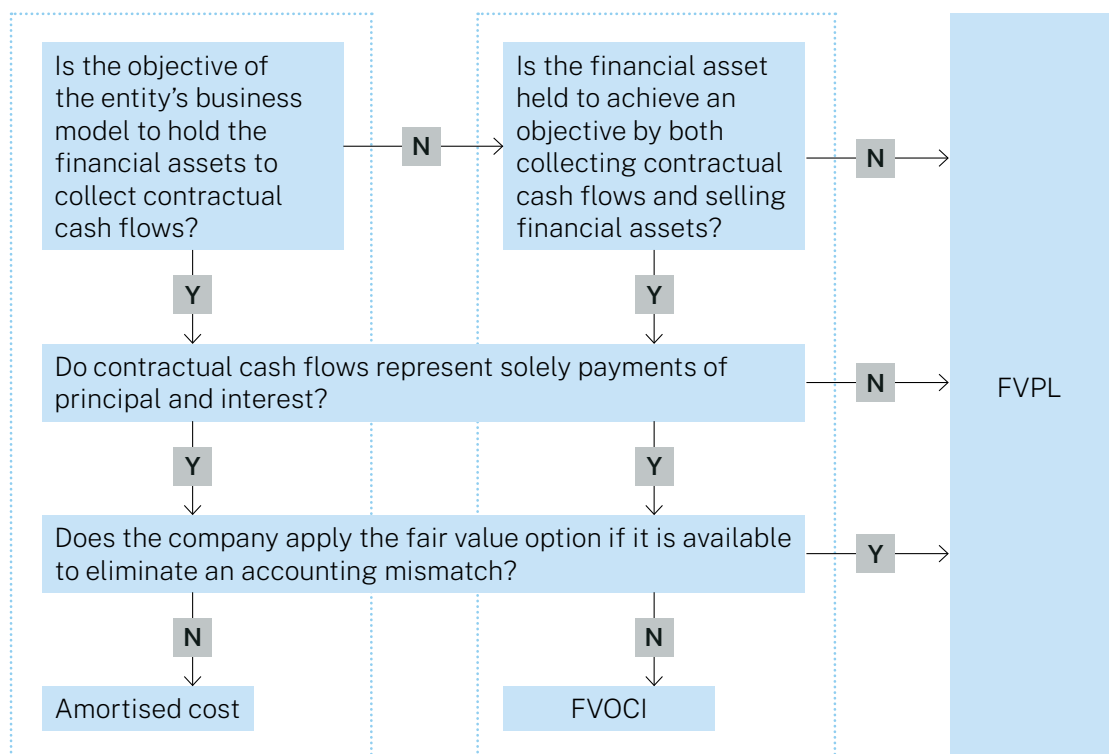 Is the objective of
the entity’s business
model to hold the
financial assets to
collect contractual
cash flows?
N
Is the financial asset
held to achieve an
objective by both
collecting contractual
cash flows and selling
financial assets?
N
Y
Y
Do contractual cash flows represent solely payments of
principal and interest?
N
FVPL
Y
Y
Does the company apply the fair value option if it is available
to eliminate an accounting mismatch?
Y
N
N
Amortised cost
FVOCI